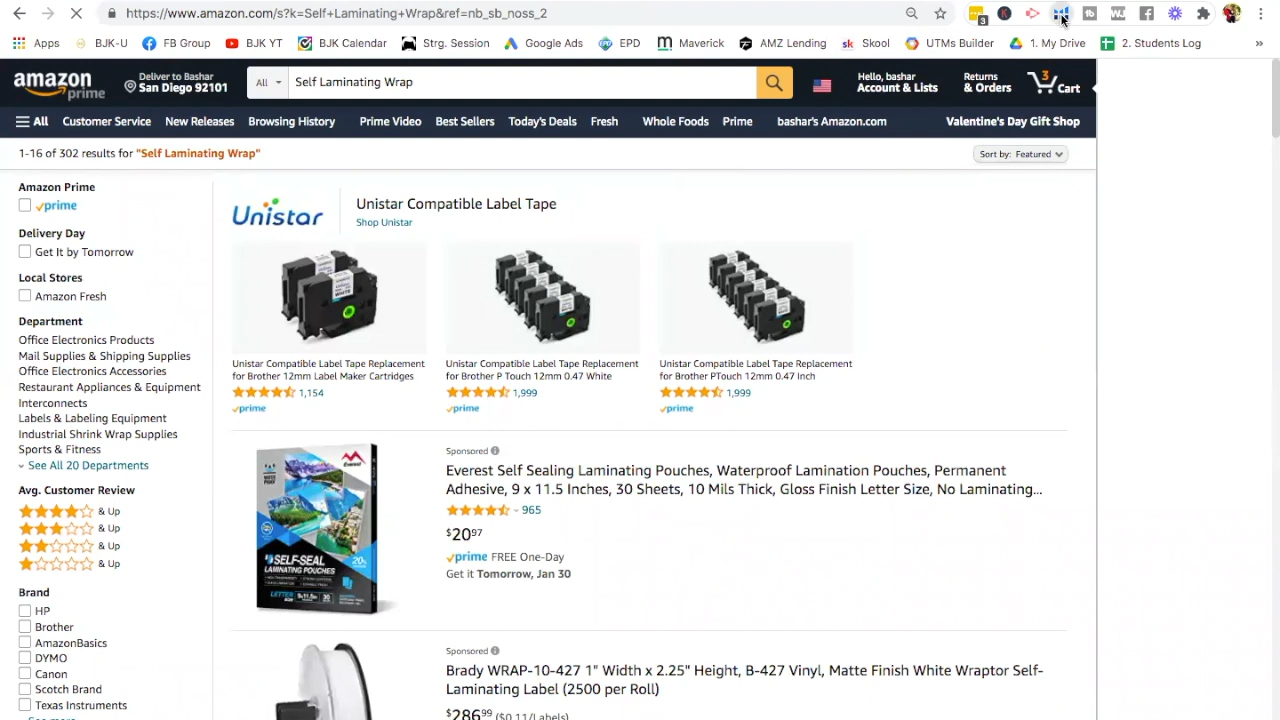 https://www.amazon.com/s?k=Self+Laminating+Wrap&ref=nb_sb_noss_2
3
Apps
BJK-U
FB Group
BJK YT
BJK Calendar
Strg. Session
Google Ads
EPD
Maverick
AMZ Lending
sk Skool
UTMs Builder
1. My Drive
2. Students Log
»
amazon
prime
Deliver to Bashar
San Diego 92101
All
Self Laminating Wrap
Hello, bashar
Account & Lists
Returns
& Orders
3
Cart
All
Customer Service
New Releases
Browsing History
Prime Video
Best Sellers
Today's Deals
Fresh
Whole Foods
Prime
bashar's Amazon.com
Valentine's Day Gift Shop
1-16 of 302 results for "Self Laminating Wrap"
Sort by: Featured
Amazon Prime
prime
Delivery Day
Get It by Tomorrow
Local Stores
Amazon Fresh
Department
Office Electronics Products
Mail Supplies & Shipping Supplies
Office Electronics Accessories
Restaurant Appliances & Equipment
Interconnects
Labels & Labeling Equipment
Industrial Shrink Wrap Supplies
Sports & Fitness
See All 20 Departments
Avg. Customer Review
& Up
& Up
& Up
& Up
Brand
HP
Brother
AmazonBasics
DYMO
Canon
Scotch Brand
Texas Instruments
See more
Unistar
Unistar Compatible Label Tape
Shop Unistar
Unistar Compatible Label Tape Replacement
for Brother 12mm Label Maker Cartridges
1,154
prime
Unistar Compatible Label Tape Replacement
for Brother P Touch 12mm 0.47 White
1,999
prime
Unistar Compatible Label Tape Replacement
for Brother PTouch 12mm 0.47 Inch
1,999
prime
Everest
SELF-SEAL
LAMINATING POUCHES
LETTER
Sponsored
Everest Self Sealing Laminating Pouches, Waterproof Lamination Pouches, Permanent
Adhesive, 9 x 11.5 Inches, 30 Sheets, 10 Mils Thick, Gloss Finish Letter Size, No Laminating…
965
$20.97
prime FREE One-Day
Get it Tomorrow, Jan 30
Sponsored
Brady WRAP-10-427 1" Width x 2.25" Height, B-427 Vinyl, Matte Finish White Wraptor Self-
Laminating Label (2500 per Roll)
$286.99 ($0.11/Labels)